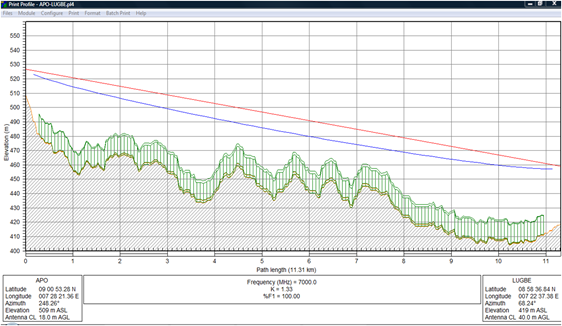 Print Profile - APO-LUGBE.pl4
Files Module Configure Print Format Batch Print Help
550
540
530
520
510
500
490
480
470
460
450
440
430
420
410
400
Elevation (m)
0 1 2 3 4 5 6 7 8 9 10 11
Path length (11.31 km)
APO
Latitude 09 00 53.28 N
Longitude 007 28 21.36 E
Azimuth 248.26°
Elevation 509 m ASL
Antenna CL 18.0 m AGL
Frequency (MHz) = 7000.0
K = 1.33
%F1 = 100.00
LUGBE
Latitude 08 58 36.84 N
Longitude 007 22 37.38 E
Azimuth 68.24°
Elevation 419 m ASL
Antenna CL 40.0 m AGL